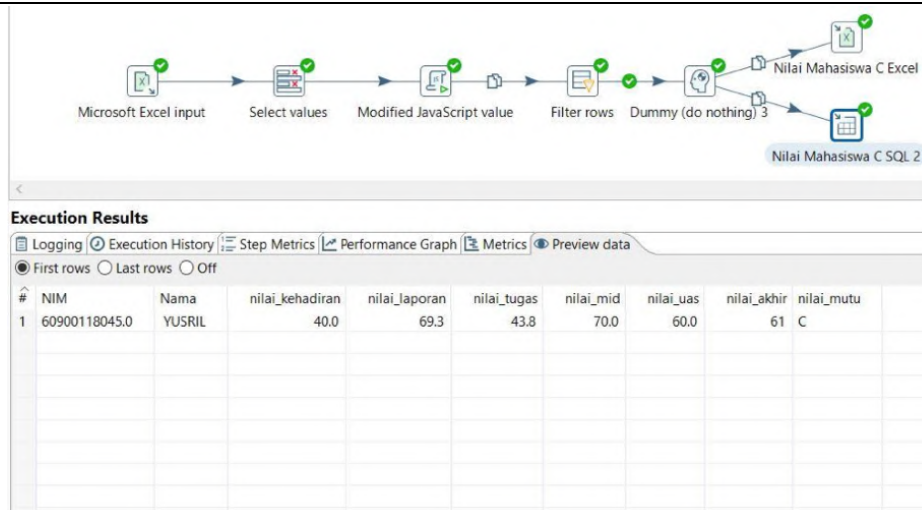 Nilai Mahasiswa C Excel
Microsoft Excel input
Select values
Modified JavaScript value
Filter rows
Dummy (do nothing) 3
Nilai Mahasiswa C SQL 2
Execution Results
Logging Execution History Step Metrics Performance Graph Metrics Preview data
First rows Last rows Off
# NIM Nama nilai_kehadiran nilai_laporan nilai_tugas nilai_mid nilai_uas nilai_akhir nilai_mutu
1 60900118045.0 YUSRIL 40.0 69.3 43.8 70.0 60.0 61 C